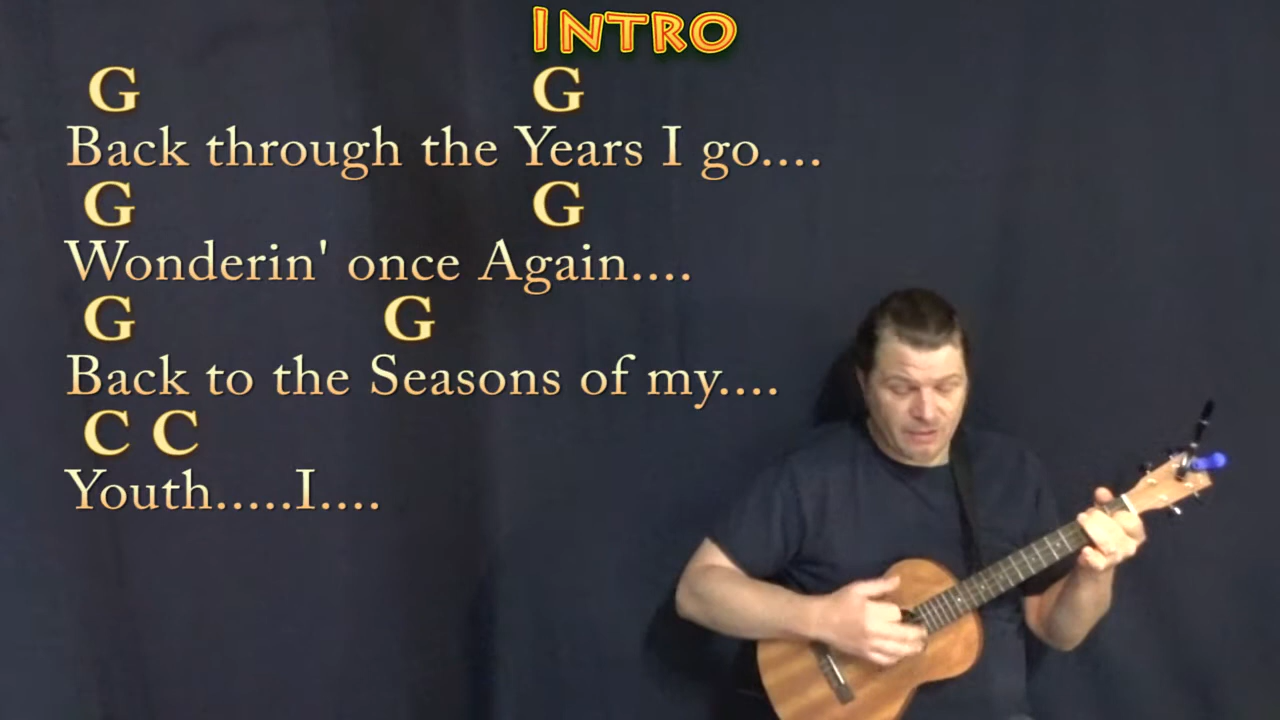 INTRO
G G
Back through the Years I go....
G G
Wonderin' once Again....
G G
Back to the Seasons of my....
C C
Youth.....I....